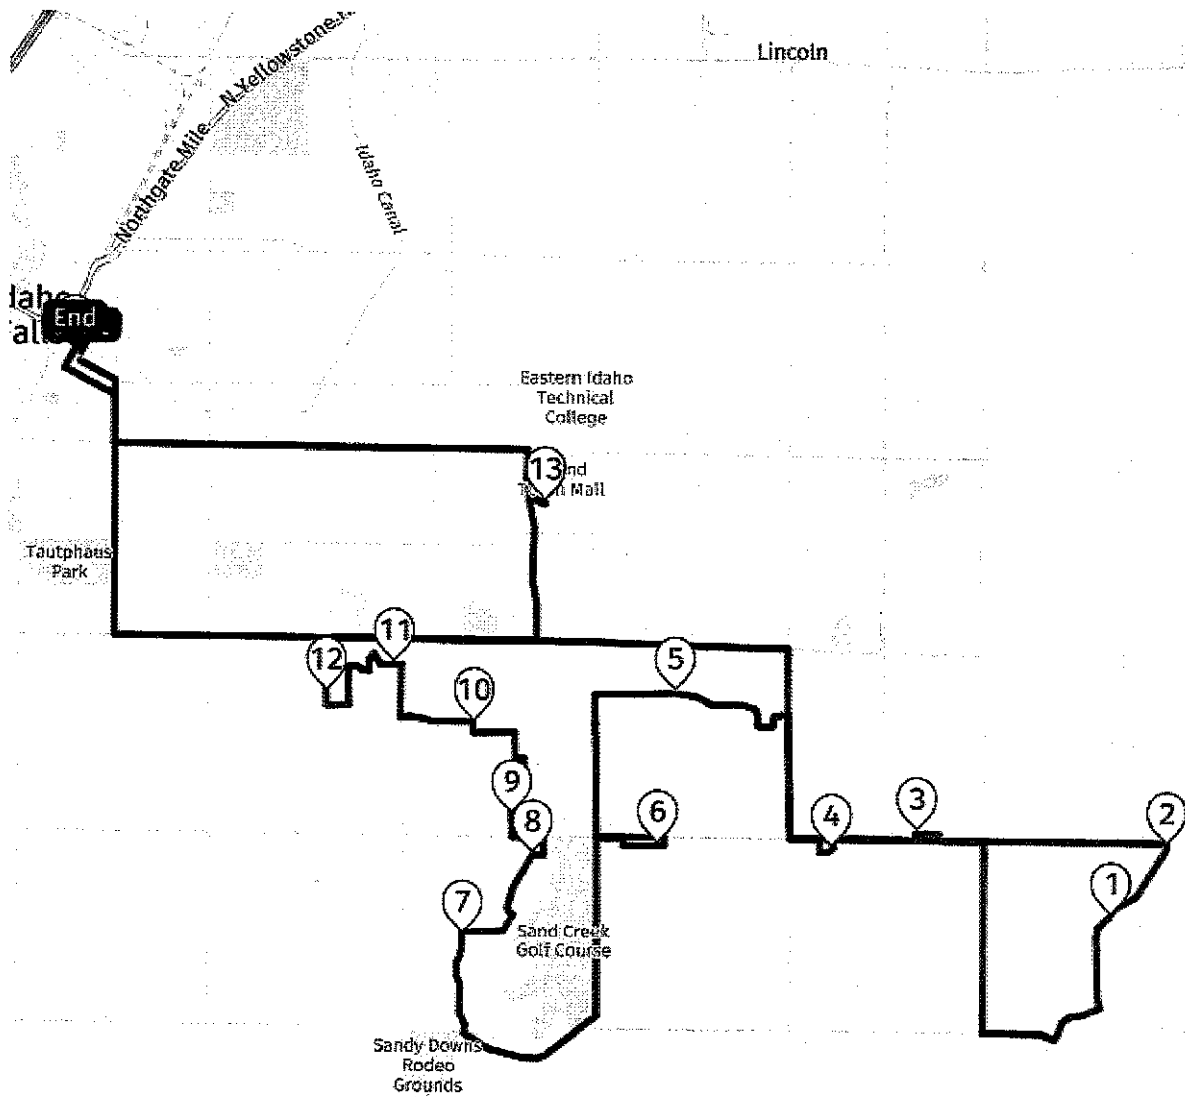 Lincoln
N Yellowstone
Northgate Mile
Idaho Canal
End
Eastern Idaho
Technical
College
13
Mall
Tautphaus
Park
11
12
5
10
9
3
6
4
2
8
1
7
Sand Creek
Golf Course
Sandy Downs
Rodeo
Grounds